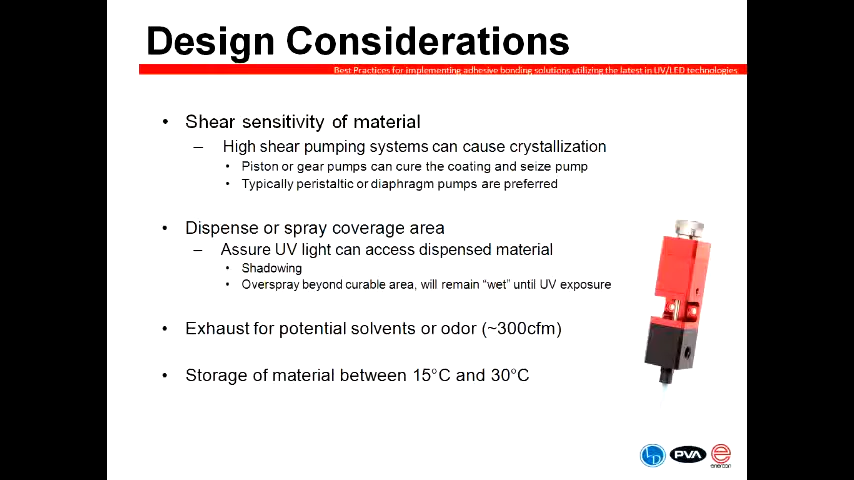 Design Considerations
Best Practices for implementing adhesive bonding solutions utilizing the latest in UV/LED technologies
• Shear sensitivity of material
– High shear pumping systems can cause crystallization
• Piston or gear pumps can cure the coating and seize pump
• Typically peristaltic or diaphragm pumps are preferred
• Dispense or spray coverage area
– Assure UV light can access dispensed material
• Shadowing
• Overspray beyond curable area, will remain “wet” until UV exposure
• Exhaust for potential solvents or odor (~300cfm)
• Storage of material between 15°C and 30°C
PVA
enercon